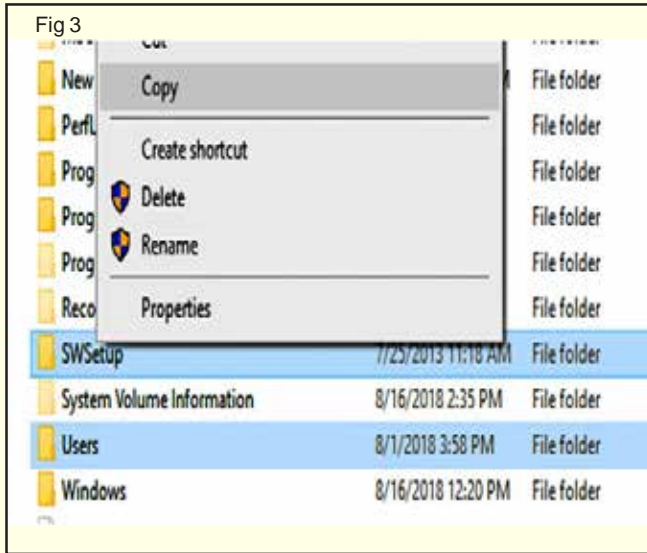 Fig 3
Cut
New File folder
Copy
PerfL File folder
Create shortcut
Prog File folder
Delete
Prog File folder
Rename
Prog File folder
Reco Properties File folder
SWSetup 7/25/2013 11:18 AM File folder
System Volume Information 8/16/2018 2:35 PM File folder
Users 8/1/2018 3:58 PM File folder
Windows 8/16/2018 12:20 PM File folder